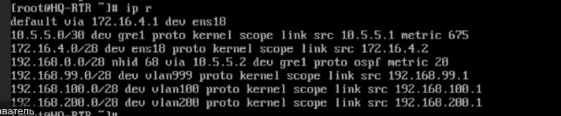 [root@HQ-RTR ~]# ip r
default via 172.16.4.1 dev ens18
10.5.5.0/30 dev gre1 proto kernel scope link src 10.5.5.1 metric 675
172.16.4.0/28 dev ens18 proto kernel scope link src 172.16.4.2
192.168.0.0/28 nhid 68 via 10.5.5.2 dev gre1 proto ospf metric 20
192.168.99.0/28 dev vlan999 proto kernel scope link src 192.168.99.1
192.168.100.0/28 dev vlan100 proto kernel scope link src 192.168.100.1
192.168.200.0/28 dev vlan200 proto kernel scope link src 192.168.200.1